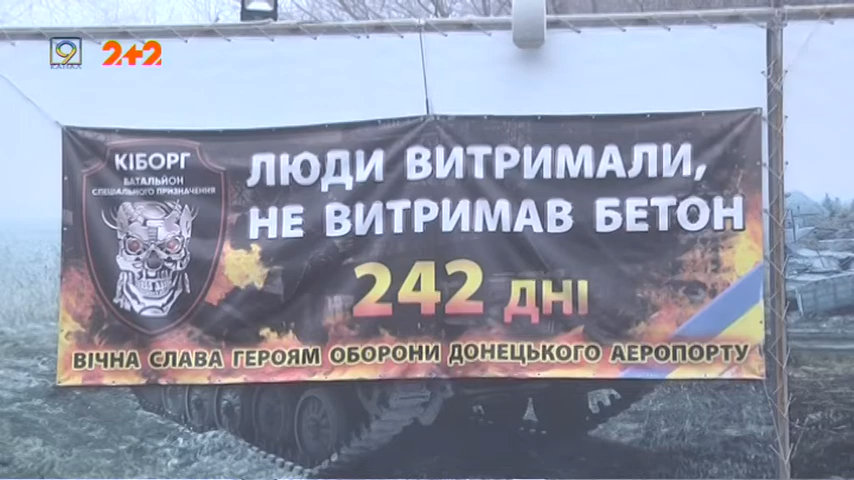 9
КАНАЛ
2+2
КІБОРГ
БАТАЛЬЙОН
СПЕЦІАЛЬНОГО ПРИЗНАЧЕННЯ
ЛЮДИ ВИТРИМАЛИ,
НЕ ВИТРИМАВ БЕТОН
242 ДНІ
ВІЧНА СЛАВА ГЕРОЯМ ОБОРОНИ ДОНЕЦЬКОГО АЕРОПОРТУ